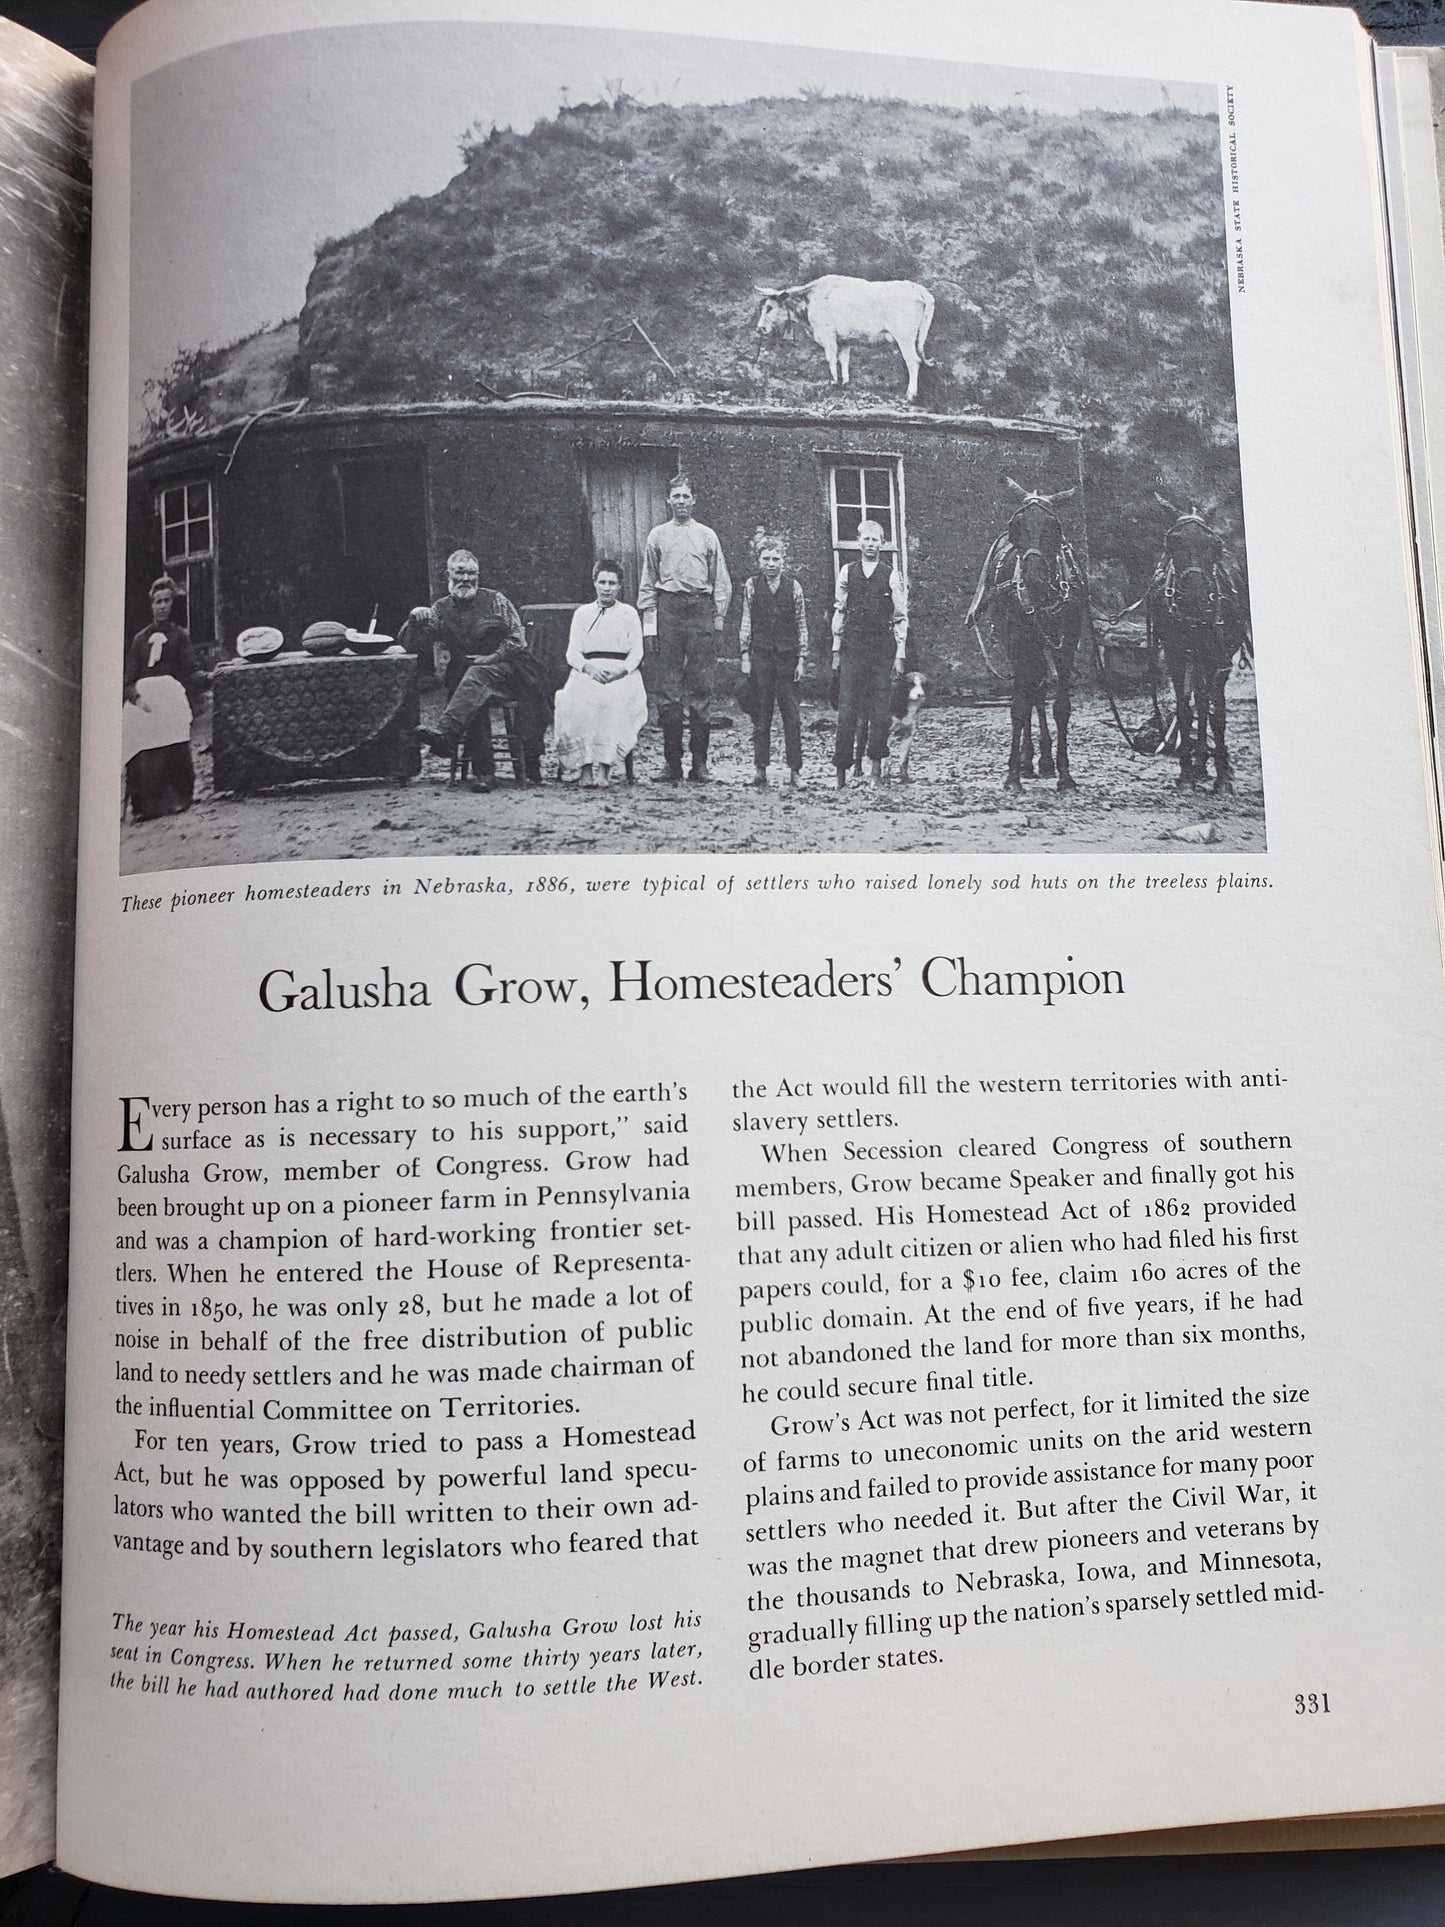 NEBRASKA STATE HISTORICAL SOCIETY
These pioneer homesteaders in Nebraska, 1886, were typical of settlers who raised lonely sod huts on the treeless plains.
Galusha Grow, Homesteaders' Champion
Every person has a right to so much of the earth's
surface as is necessary to his support," said
Galusha Grow, member of Congress. Grow had
been brought up on a pioneer farm in Pennsylvania
and was a champion of hard-working frontier set-
tlers. When he entered the House of Representa-
tives in 1850, he was only 28, but he made a lot of
noise in behalf of the free distribution of public
land to needy settlers and he was made chairman of
the influential Committee on Territories.
For ten years, Grow tried to pass a Homestead
Act, but he was opposed by powerful land specu-
lators who wanted the bill written to their own ad-
vantage and by southern legislators who feared that
The year his Homestead Act passed, Galusha Grow lost his
seat in Congress. When he returned some thirty years later,
the bill he had authored had done much to settle the West.
the Act would fill the western territories with anti-
slavery settlers.
When Secession cleared Congress of southern
members, Grow became Speaker and finally got his
bill passed. His Homestead Act of 1862 provided
that any adult citizen or alien who had filed his first
papers could, for a $10 fee, claim 160 acres of the
public domain. At the end of five years, if he had
not abandoned the land for more than six months,
he could secure final title.
Grow's Act was not perfect, for it limited the size
of farms to uneconomic units on the arid western
plains and failed to provide assistance for many poor
settlers who needed it. But after the Civil War, it
was the magnet that drew pioneers and veterans by
the thousands to Nebraska, Iowa, and Minnesota,
gradually filling up the nation's sparsely settled mid-
dle border states.
331